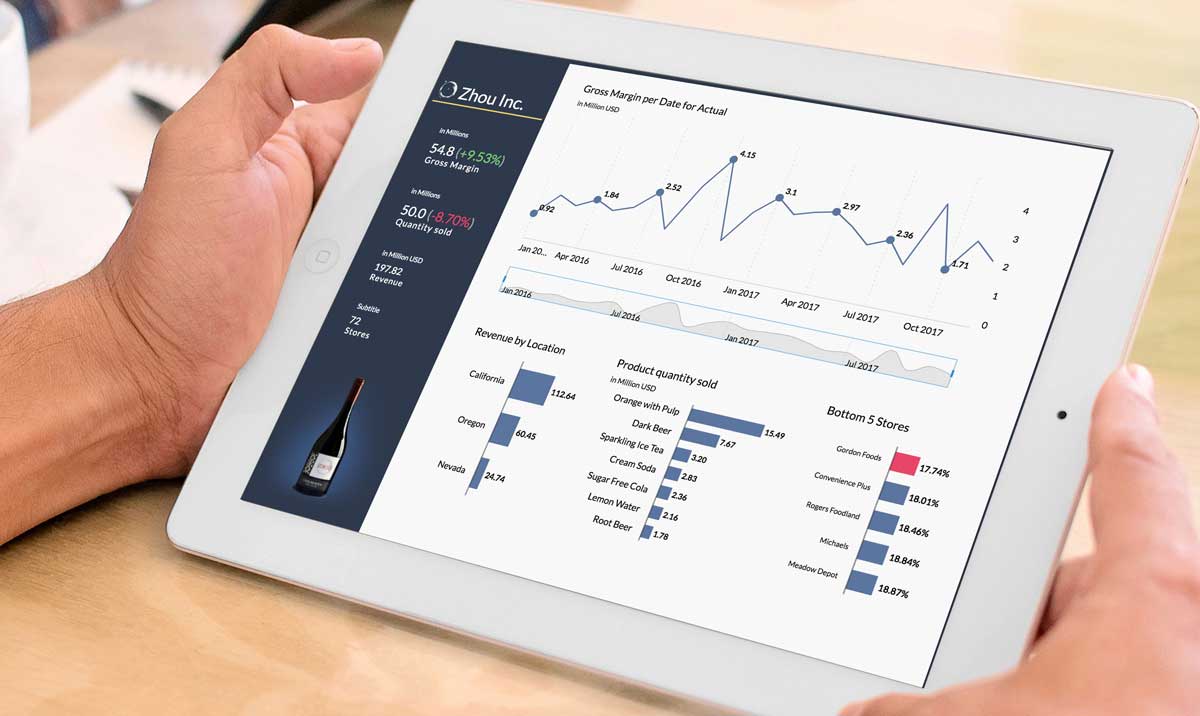 Zhou Inc.
in Millions
54.8 (+9.53%)
Gross Margin
in Millions
50.0 (-8.70%)
Quantity sold
in Million USD
197.82
Revenue
Subtitle
72
Stores
Gross Margin per Date for Actual
in Million USD
0.92
1.84
2.52
4.15
3.1
2.97
2.36
1.71
4
3
2
1
0
Jan 20... Apr 2016 Jul 2016 Oct 2016 Jan 2017 Apr 2017 Jul 2017 Oct 2017
Jan 2016 Jul 2016 Jan 2017 Jul 2017
Revenue by Location
California 112.64
Oregon 60.45
Nevada 24.74
Product quantity sold
in Million USD
Orange with Pulp 15.49
Dark Beer 7.67
Sparkling Ice Tea 3.20
Cream Soda 2.83
Sugar Free Cola 2.36
Lemon Water 2.16
Root Beer 1.78
Bottom 5 Stores
Gordon Foods 17.74%
Convenience Plus 18.01%
Rogers Foodland 18.46%
Michaels 18.84%
Meadow Depot 18.87%